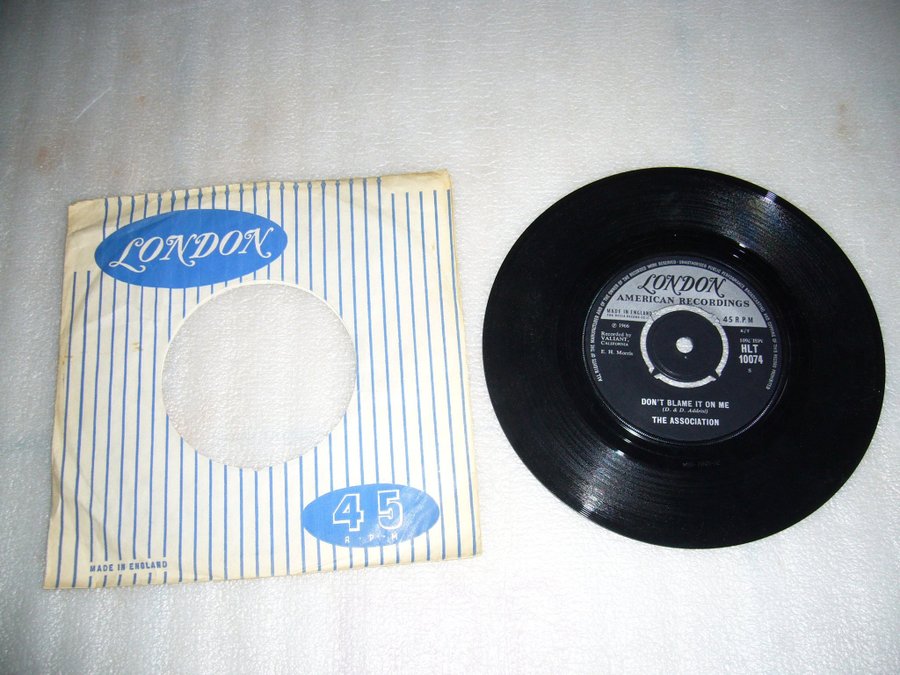 LONDON
45
R·P·M
MADE IN ENGLAND
LONDON
AMERICAN RECORDINGS
MADE IN ENGLAND
45 R.P.M
℗ 1966
Recorded by
VALIANT,
CALIFORNIA
E. H. Morris
HLT
10074
S
DON'T BLAME IT ON ME
(D. & D. Addrisi)
THE ASSOCIATION